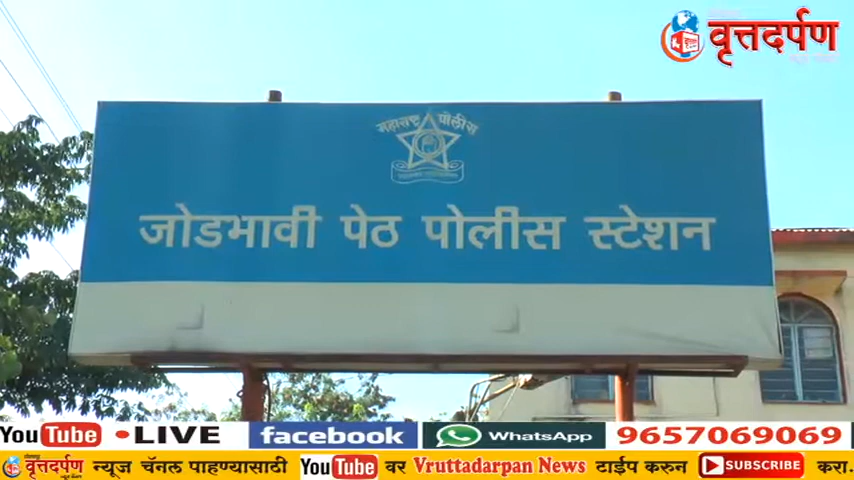 वृत्तदर्पण
महाराष्ट्र पोलीस
जोडभावी पेठ पोलीस स्टेशन
YouTube •LIVE facebook WhatsApp 9657069069
वृत्तदर्पण न्यूज चॅनल पाहण्यासाठी YouTube वर Vruttadarpan News टाईप करुन SUBSCRIBE करा.